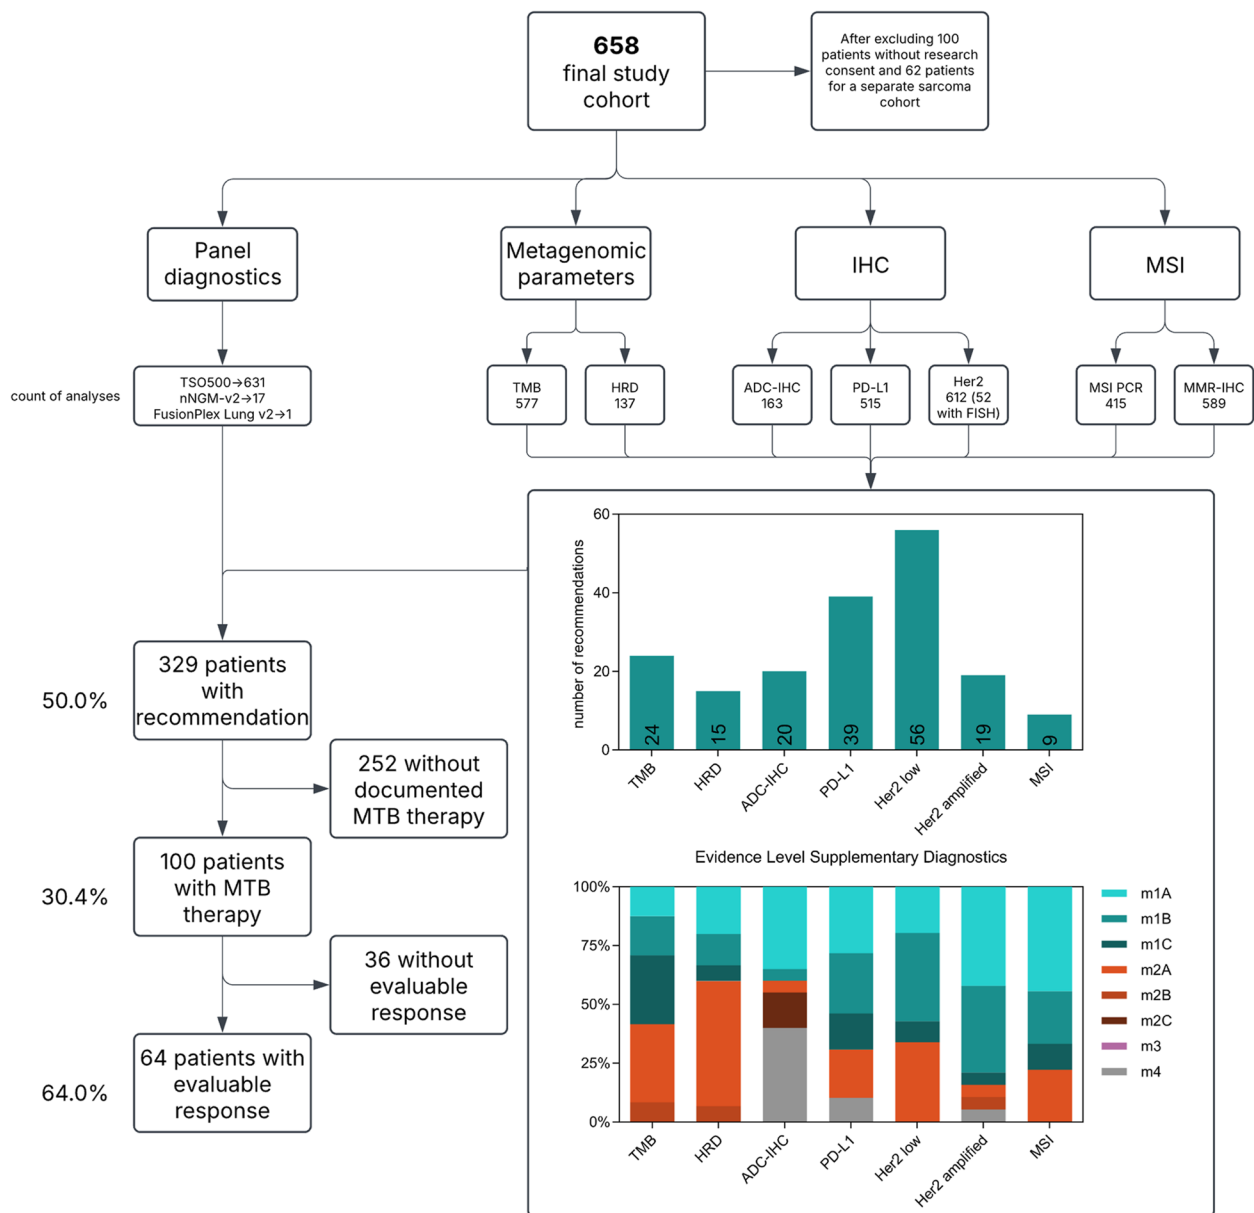 658
final study
cohort
After excluding 100
patients without research
consent and 62 patients
for a separate sarcoma
cohort
Panel
diagnostics
Metagenomic
parameters
IHC
MSI
count of analyses
TSO500→631
nNGM-v2→17
FusionPlex Lung v2→1
TMB
577
HRD
137
ADC-IHC
163
PD-L1
515
Her2
612 (52
with FISH)
MSI PCR
415
MMR-IHC
589
50.0%
329 patients
with
recommendation
252 without
documented
MTB therapy
30.4%
100 patients
with MTB
therapy
36 without
evaluable
response
64.0%
64 patients with
evaluable
response
number of recommendations
60
40
20
0
24
15
20
39
56
19
9
TMB
HRD
ADC-IHC
PD-L1
Her2 low
Her2 amplified
MSI
Evidence Level Supplementary Diagnostics
100%
75%
50%
25%
0%
TMB
HRD
ADC-IHC
PD-L1
Her2 low
Her2 amplified
MSI
m1A
m1B
m1C
m2A
m2B
m2C
m3
m4